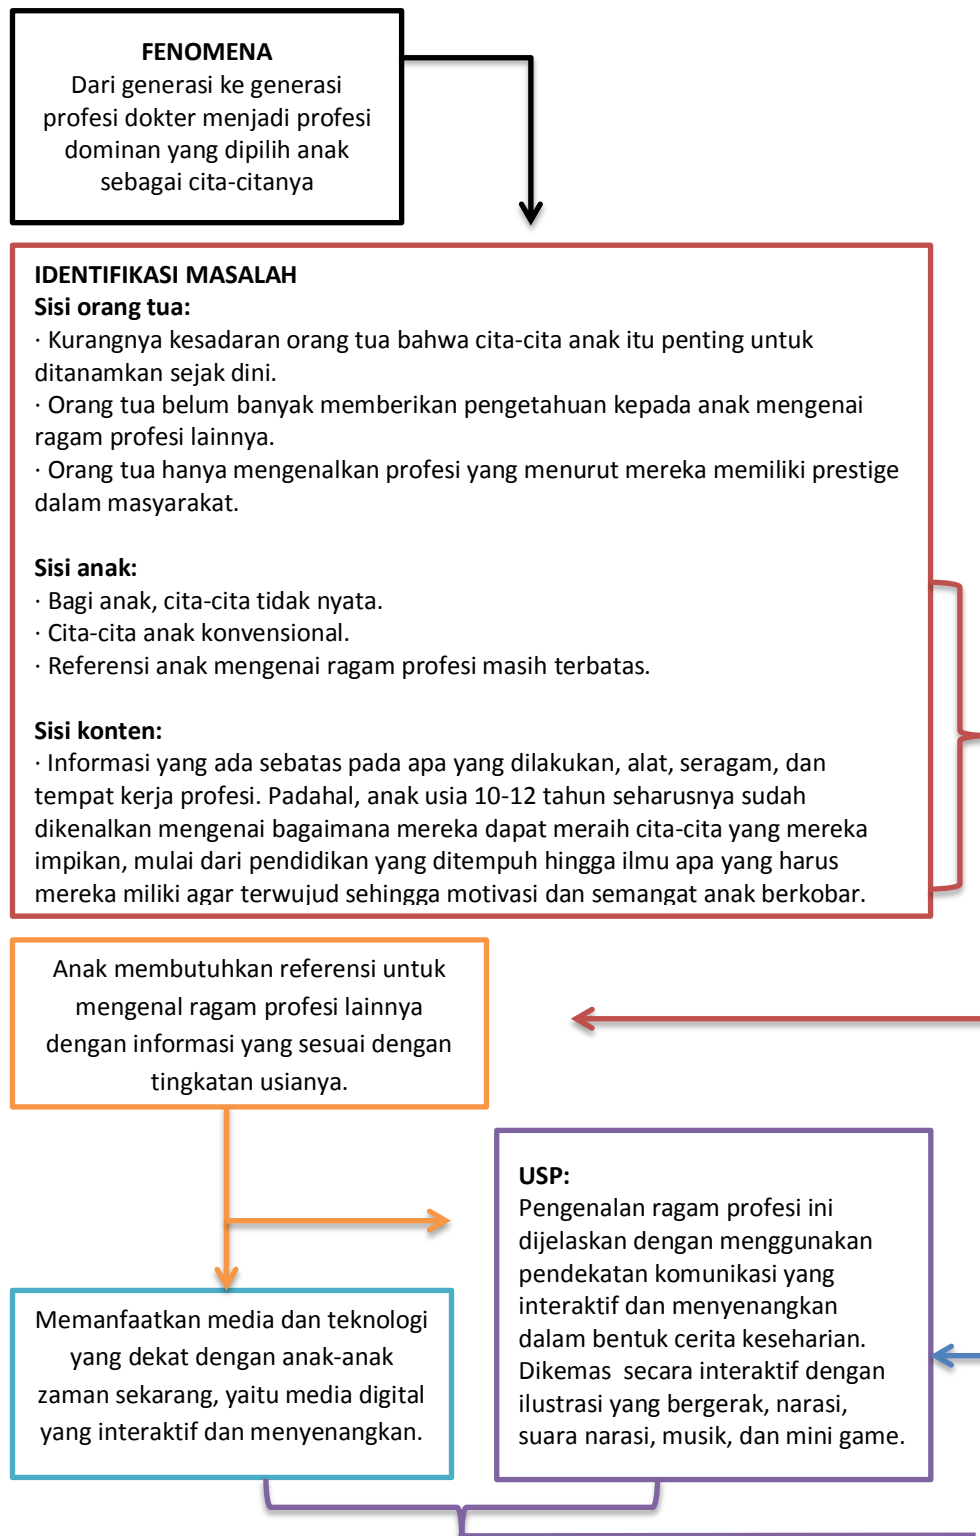 FENOMENA
Dari generasi ke generasi
profesi dokter menjadi profesi
dominan yang dipilih anak
sebagai cita-citanya
IDENTIFIKASI MASALAH
Sisi orang tua:
· Kurangnya kesadaran orang tua bahwa cita-cita anak itu penting untuk
ditanamkan sejak dini.
· Orang tua belum banyak memberikan pengetahuan kepada anak mengenai
ragam profesi lainnya.
· Orang tua hanya mengenalkan profesi yang menurut mereka memiliki prestige
dalam masyarakat.
Sisi anak:
· Bagi anak, cita-cita tidak nyata.
· Cita-cita anak konvensional.
· Referensi anak mengenai ragam profesi masih terbatas.
Sisi konten:
· Informasi yang ada sebatas pada apa yang dilakukan, alat, seragam, dan
tempat kerja profesi. Padahal, anak usia 10-12 tahun seharusnya sudah
dikenalkan mengenai bagaimana mereka dapat meraih cita-cita yang mereka
impikan, mulai dari pendidikan yang ditempuh hingga ilmu apa yang harus
mereka miliki agar terwujud sehingga motivasi dan semangat anak berkobar.
Anak membutuhkan referensi untuk
mengenal ragam profesi lainnya
dengan informasi yang sesuai dengan
tingkatan usianya.
USP:
Pengenalan ragam profesi ini
dijelaskan dengan menggunakan
pendekatan komunikasi yang
interaktif dan menyenangkan
dalam bentuk cerita keseharian.
Dikemas secara interaktif dengan
ilustrasi yang bergerak, narasi,
suara narasi, musik, dan mini game.
Memanfaatkan media dan teknologi
yang dekat dengan anak-anak
zaman sekarang, yaitu media digital
yang interaktif dan menyenangkan.